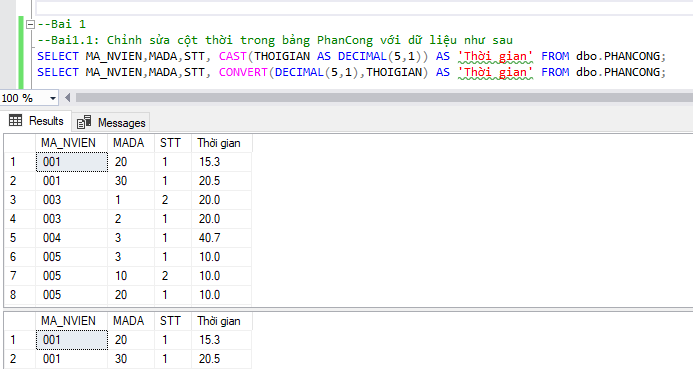 --Bai 1
--Bai1.1: Chỉnh sửa cột thời trong bảng PhanCong với dữ liệu như sau
SELECT MA_NVIEN,MADA,STT, CAST(THOIGIAN AS DECIMAL(5,1)) AS 'Thời gian' FROM dbo.PHANCONG;
SELECT MA_NVIEN,MADA,STT, CONVERT(DECIMAL(5,1),THOIGIAN) AS 'Thời gian' FROM dbo.PHANCONG;
100 %
Results Messages
MA_NVIEN MADA STT Thời gian
1 001 20 1 15.3
2 001 30 1 20.5
3 003 1 2 20.0
4 003 2 1 20.0
5 004 3 1 40.7
6 005 3 1 10.0
7 005 10 2 10.0
8 005 20 1 10.0
MA_NVIEN MADA STT Thời gian
1 001 20 1 15.3
2 001 30 1 20.5